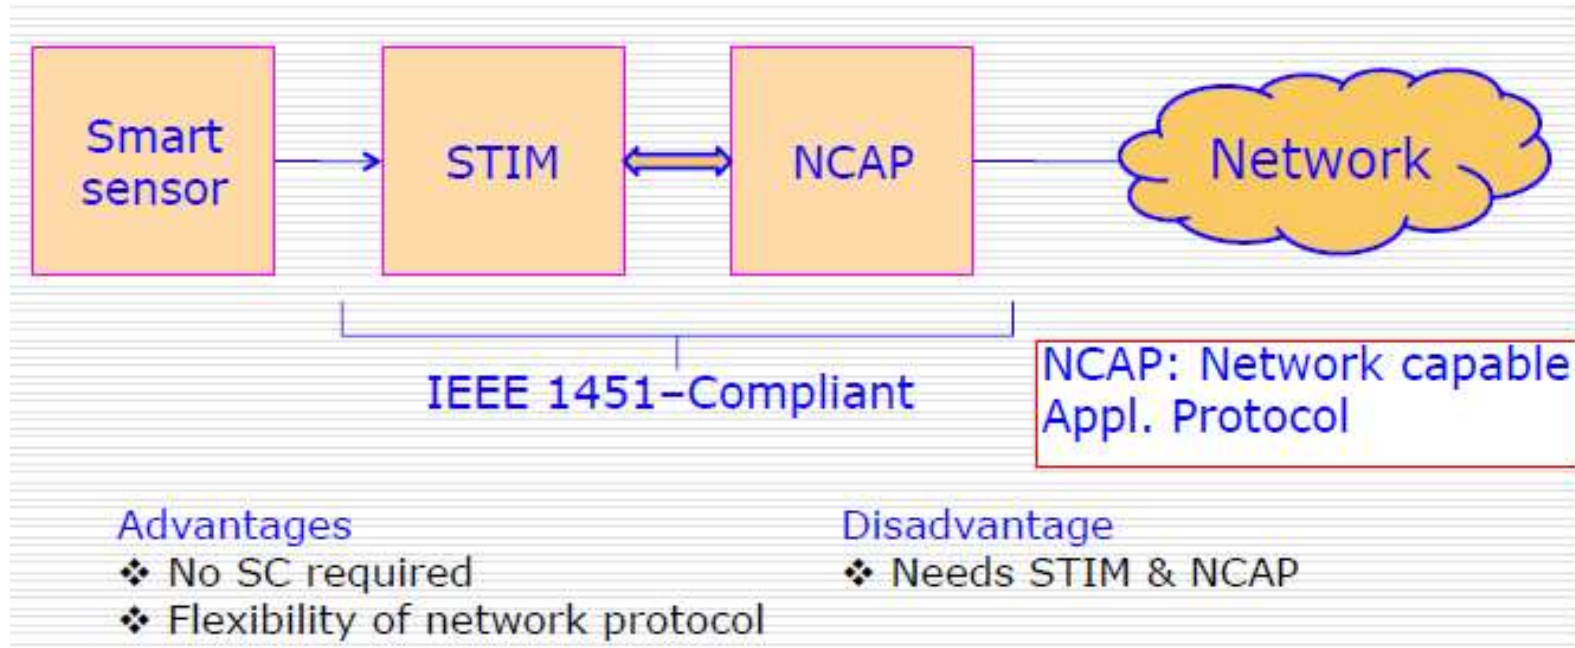 Smart
sensor
STIM
NCAP
Network
IEEE 1451–Compliant
NCAP: Network capable
Appl. Protocol
Advantages
❖ No SC required
❖ Flexibility of network protocol
Disadvantage
❖ Needs STIM & NCAP